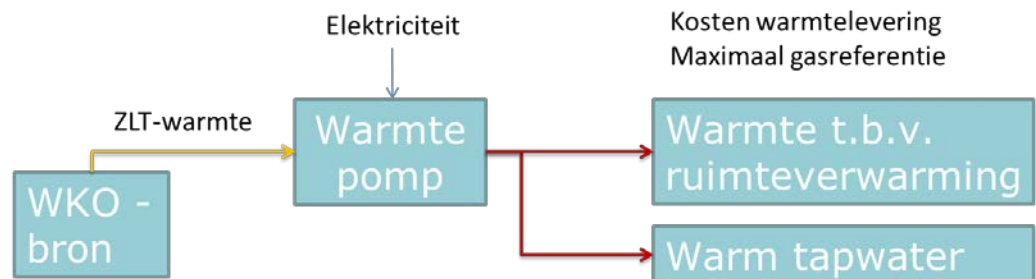 Elektriciteit
Kosten warmtelevering
Maximaal gasreferentie
ZLT-warmte
Warmte
pomp
Warmte t.b.v.
ruimteverwarming
WKO -
bron
Warm tapwater